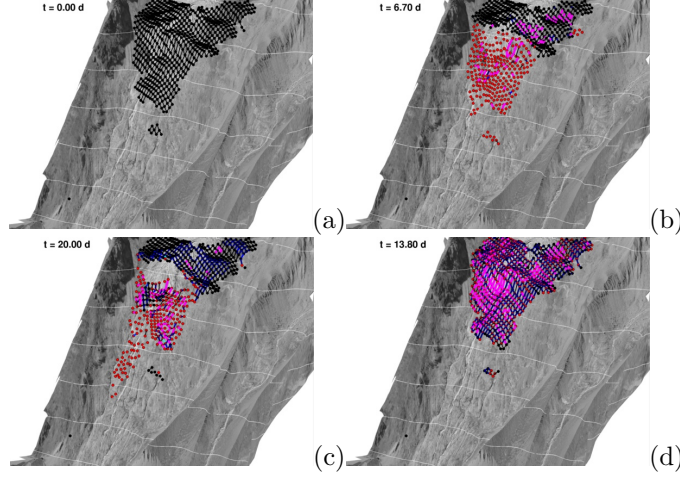 t = 0.00 d
(a)
t = 6.70 d
(b)
t = 20.00 d
(c)
t = 13.80 d
(d)